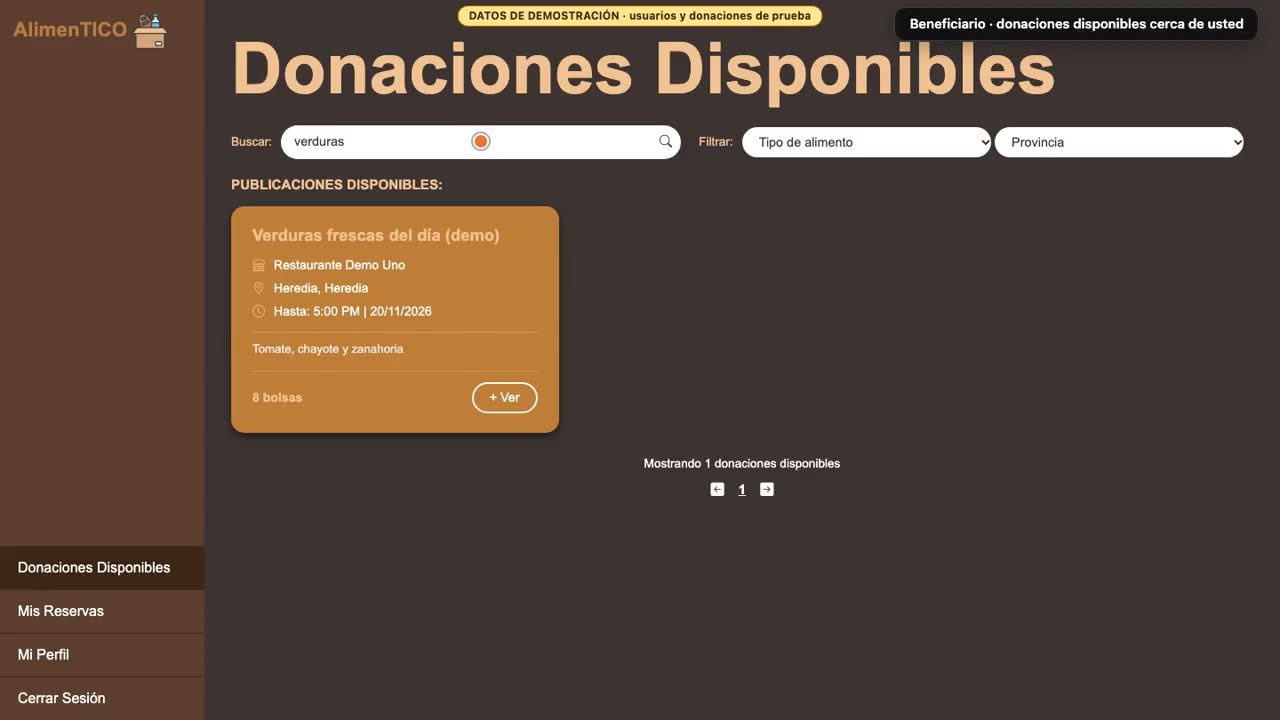 AlimenTICO
DATOS DE DEMOSTRACIÓN · usuarios y donaciones de prueba
Beneficiario · donaciones disponibles cerca de usted
Donaciones Disponibles
Buscar: verduras
Filtrar: Tipo de alimento Provincia
PUBLICACIONES DISPONIBLES:
Verduras frescas del día (demo)
Restaurante Demo Uno
Heredia, Heredia
Hasta: 5:00 PM | 20/11/2026
Tomate, chayote y zanahoria
8 bolsas + Ver
Mostrando 1 donaciones disponibles
1
Donaciones Disponibles
Mis Reservas
Mi Perfil
Cerrar Sesión